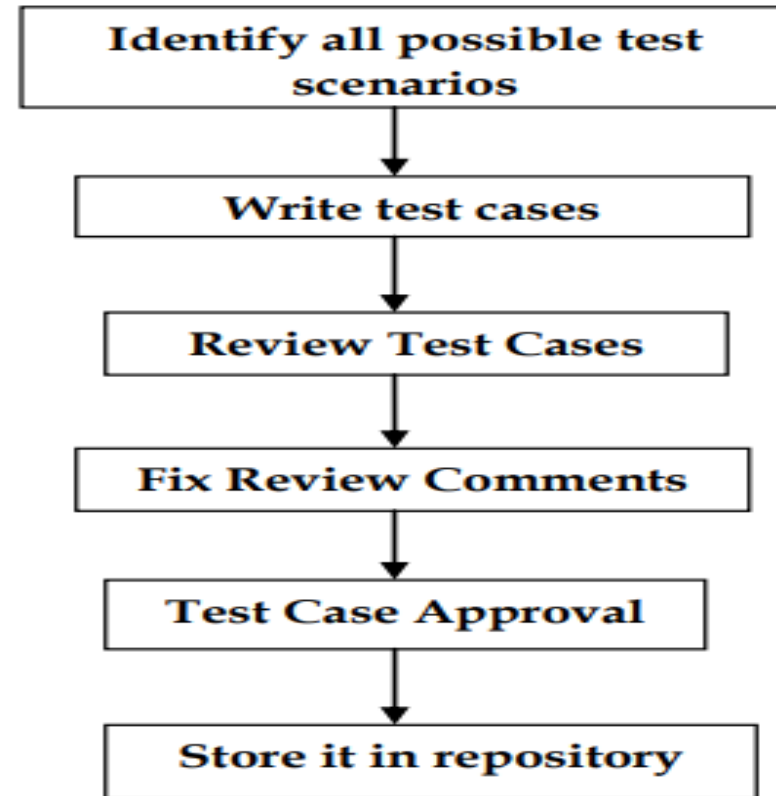 Identify all possible test
scenarios
Write test cases
Review Test Cases
Fix Review Comments
Test Case Approval
Store it in repository